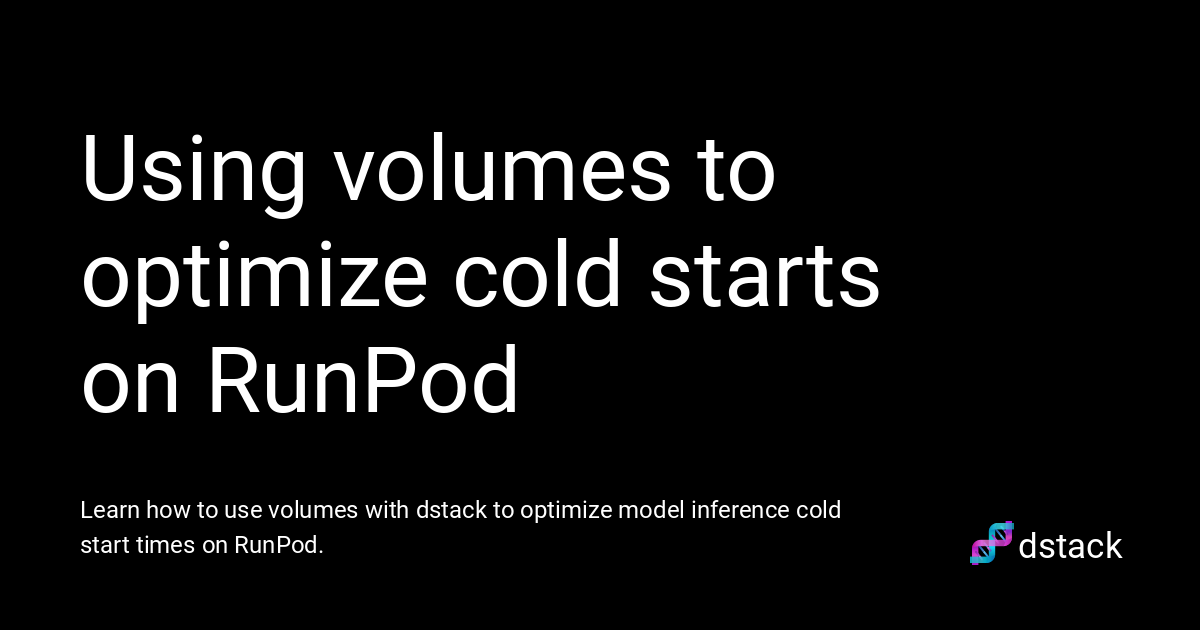 Using volumes to
optimize cold starts
on RunPod
Learn how to use volumes with dstack to optimize model inference cold
start times on RunPod.
dstack